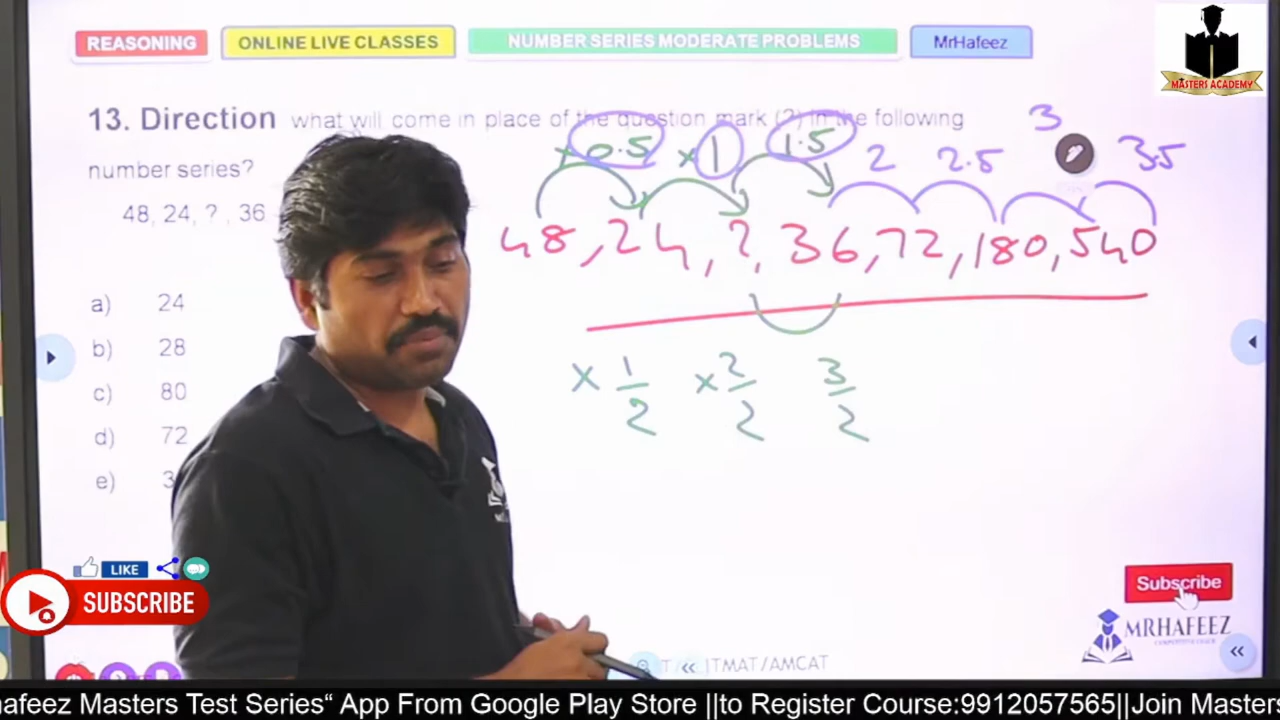 REASONING
ONLINE LIVE CLASSES
NUMBER SERIES MODERATE PROBLEMS
MrHafeez
MASTERS ACADEMY
13. Direction what will come in place of the question mark (?) in the following
number series?
48, 24, ? , 36
×0.5 ×1 1.5 2 2.5 3 3.5
48, 24, ?, 36, 72, 180, 540
× 1/2 × 2/2 3/2
a) 24
b) 28
c) 80
d) 72
e) 3
LIKE
SUBSCRIBE
Subscribe
MRHAFEEZ
ITMAT/AMCAT
afeez Masters Test Series“ App From Google Play Store ||to Register Course:9912057565||Join Masters